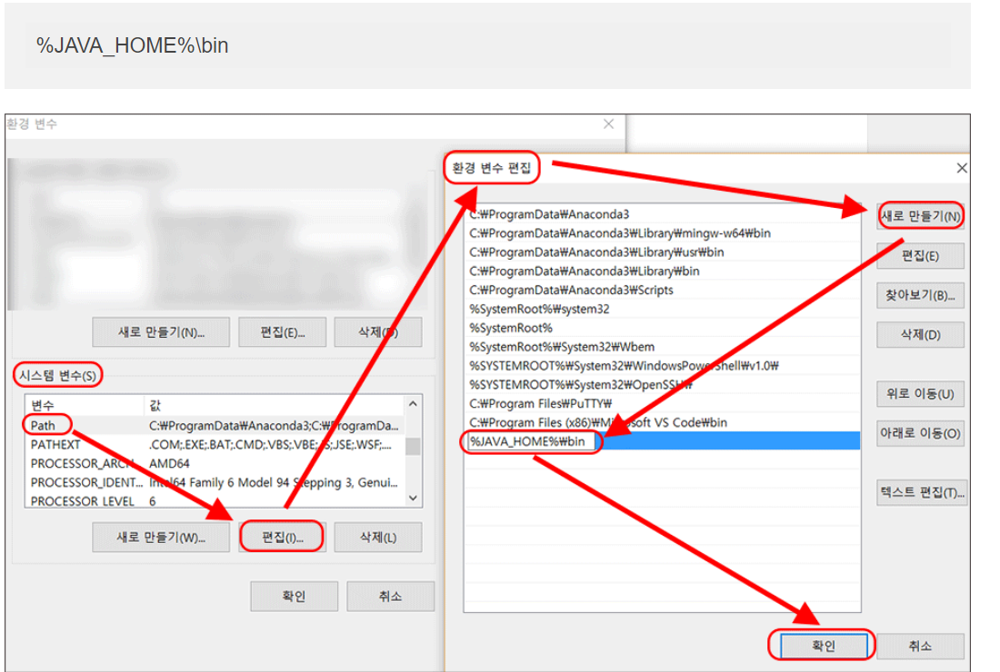 %JAVA_HOME%\bin
환경 변수
새로 만들기(N)...
편집(E)...
시스템 변수(S)
변수
값
Path
C:₩ProgramData₩Anaconda3;C:₩ProgramDa...
PATHEXT
.COM;.EXE;.BAT;.CMD;.VBS;.VBE;.JS;.JSE;.WSF;....
PROCESSOR_ARCH...
AMD64
PROCESSOR_IDENT...
Intel64 Family 6 Model 94 Stepping 3, Genui...
PROCESSOR LEVEL
6
새로 만들기(W)...
편집(I)...
삭제(L)
확인
취소
환경 변수 편집
C:₩ProgramData₩Anaconda3
C:₩ProgramData₩Anaconda3₩Library₩mingw-w64₩bin
C:₩ProgramData₩Anaconda3₩Library₩usr₩bin
C:₩ProgramData₩Anaconda3₩Library₩bin
C:₩ProgramData₩Anaconda3₩Scripts
%SystemRoot%₩system32
%SystemRoot%
%SystemRoot%₩System32₩Wbem
%SYSTEMROOT%₩System32₩WindowsPowerShell₩v1.0₩
%SYSTEMROOT%₩System32₩OpenSSH₩
C:₩Program Files₩PuTTY₩
C:₩Program Files (x86)₩Microsoft VS Code₩bin
%JAVA_HOME%₩bin
새로 만들기(N)
편집(E)
찾아보기(B)...
삭제(D)
위로 이동(U)
아래로 이동(O)
텍스트 편집(T)...
확인
취소